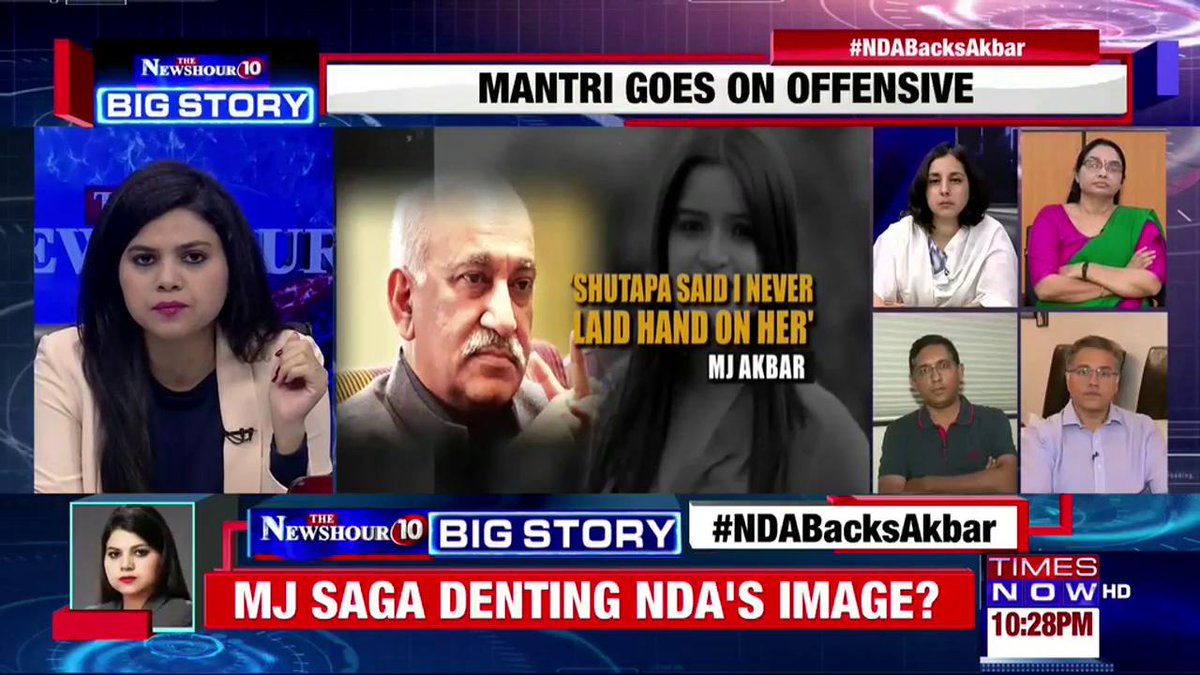 #NDABacksAkbar
THE
NEWSHOUR 10
BIG STORY
MANTRI GOES ON OFFENSIVE
'SHUTAPA SAID I NEVER
LAID HAND ON HER'
MJ AKBAR
THE
NEWSHOUR 10
BIG STORY
#NDABacksAkbar
MJ SAGA DENTING NDA'S IMAGE?
TIMES
NOW HD
10:28PM